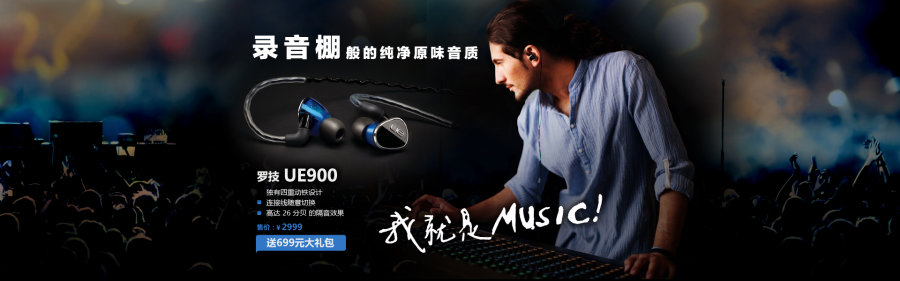 录音棚般的纯净原味音质
罗技 UE900
独有四重动铁设计
连接线随意切换
高达 26 分贝 的隔音效果
售价：¥2999
送699元大礼包
我就是MUSIC!